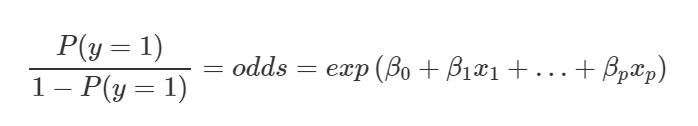 P(y = 1) / 1 − P(y = 1) = odds = exp (β₀ + β₁x₁ + … + βₚxₚ)